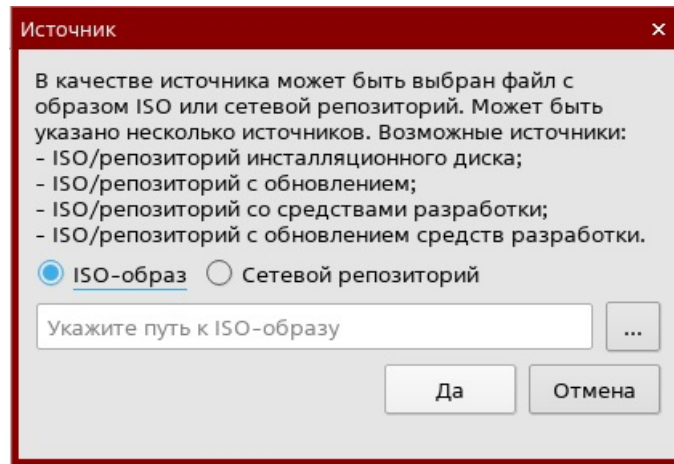 Источник
В качестве источника может быть выбран файл с
образом ISO или сетевой репозиторий. Может быть
указано несколько источников. Возможные источники:
- ISO/репозиторий инсталляционного диска;
- ISO/репозиторий с обновлением;
- ISO/репозиторий со средствами разработки;
- ISO/репозиторий с обновлением средств разработки.
ISO-образ Сетевой репозиторий
Укажите путь к ISO-образу ...
Да Отмена